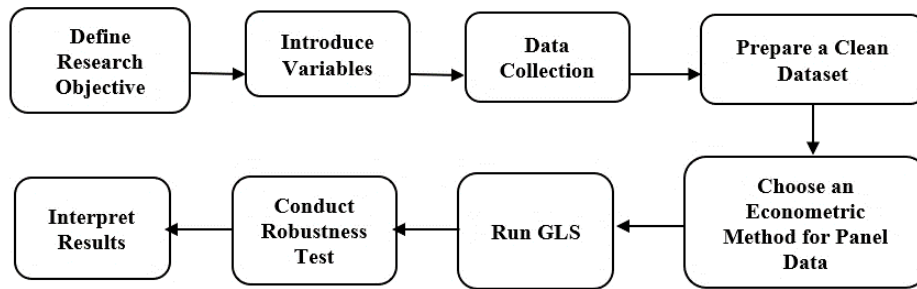 Define
Research
Objective
Introduce
Variables
Data
Collection
Prepare a Clean
Dataset
Choose an
Econometric
Method for Panel
Data
Run GLS
Conduct
Robustness
Test
Interpret
Results